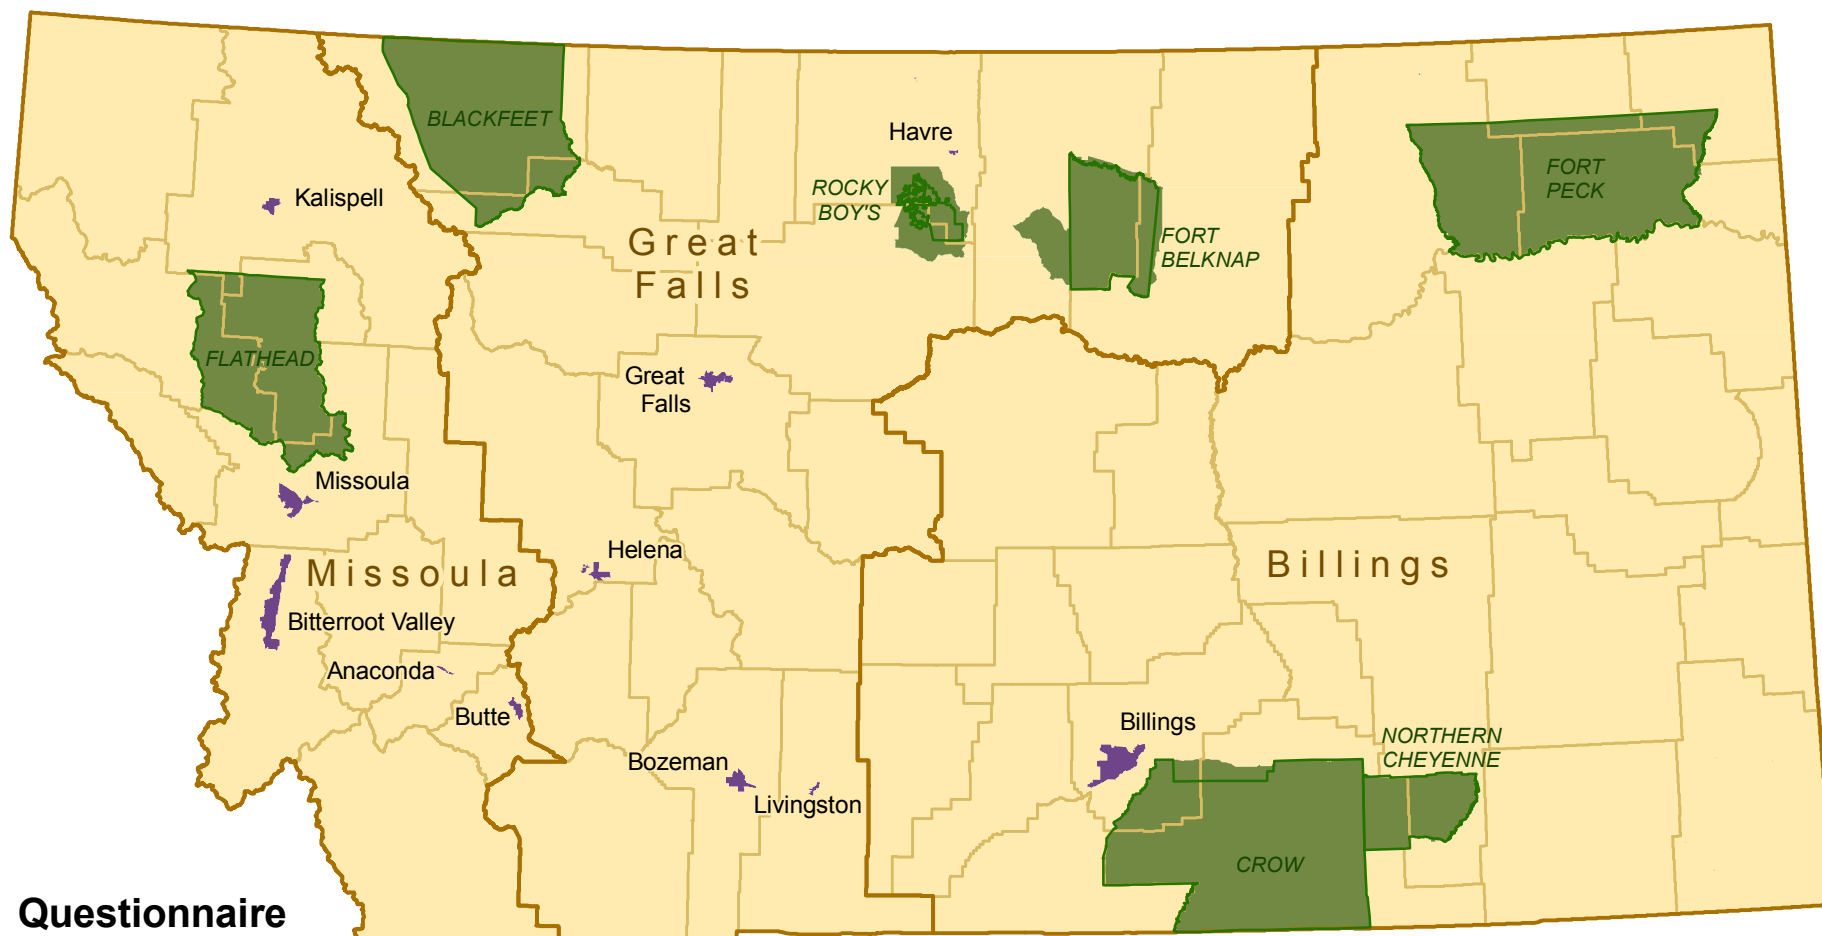 BLACKFEET
Havre
FORT
PECK
Kalispell
ROCKY
BOY'S
Great
Falls
FORT
BELKNAP
FLATHEAD
Great
Falls
Missoula
Helena
Missoula
Billings
Bitterroot Valley
Anaconda
Butte
Billings
NORTHERN
CHEYENNE
Bozeman
Livingston
CROW
Questionnaire